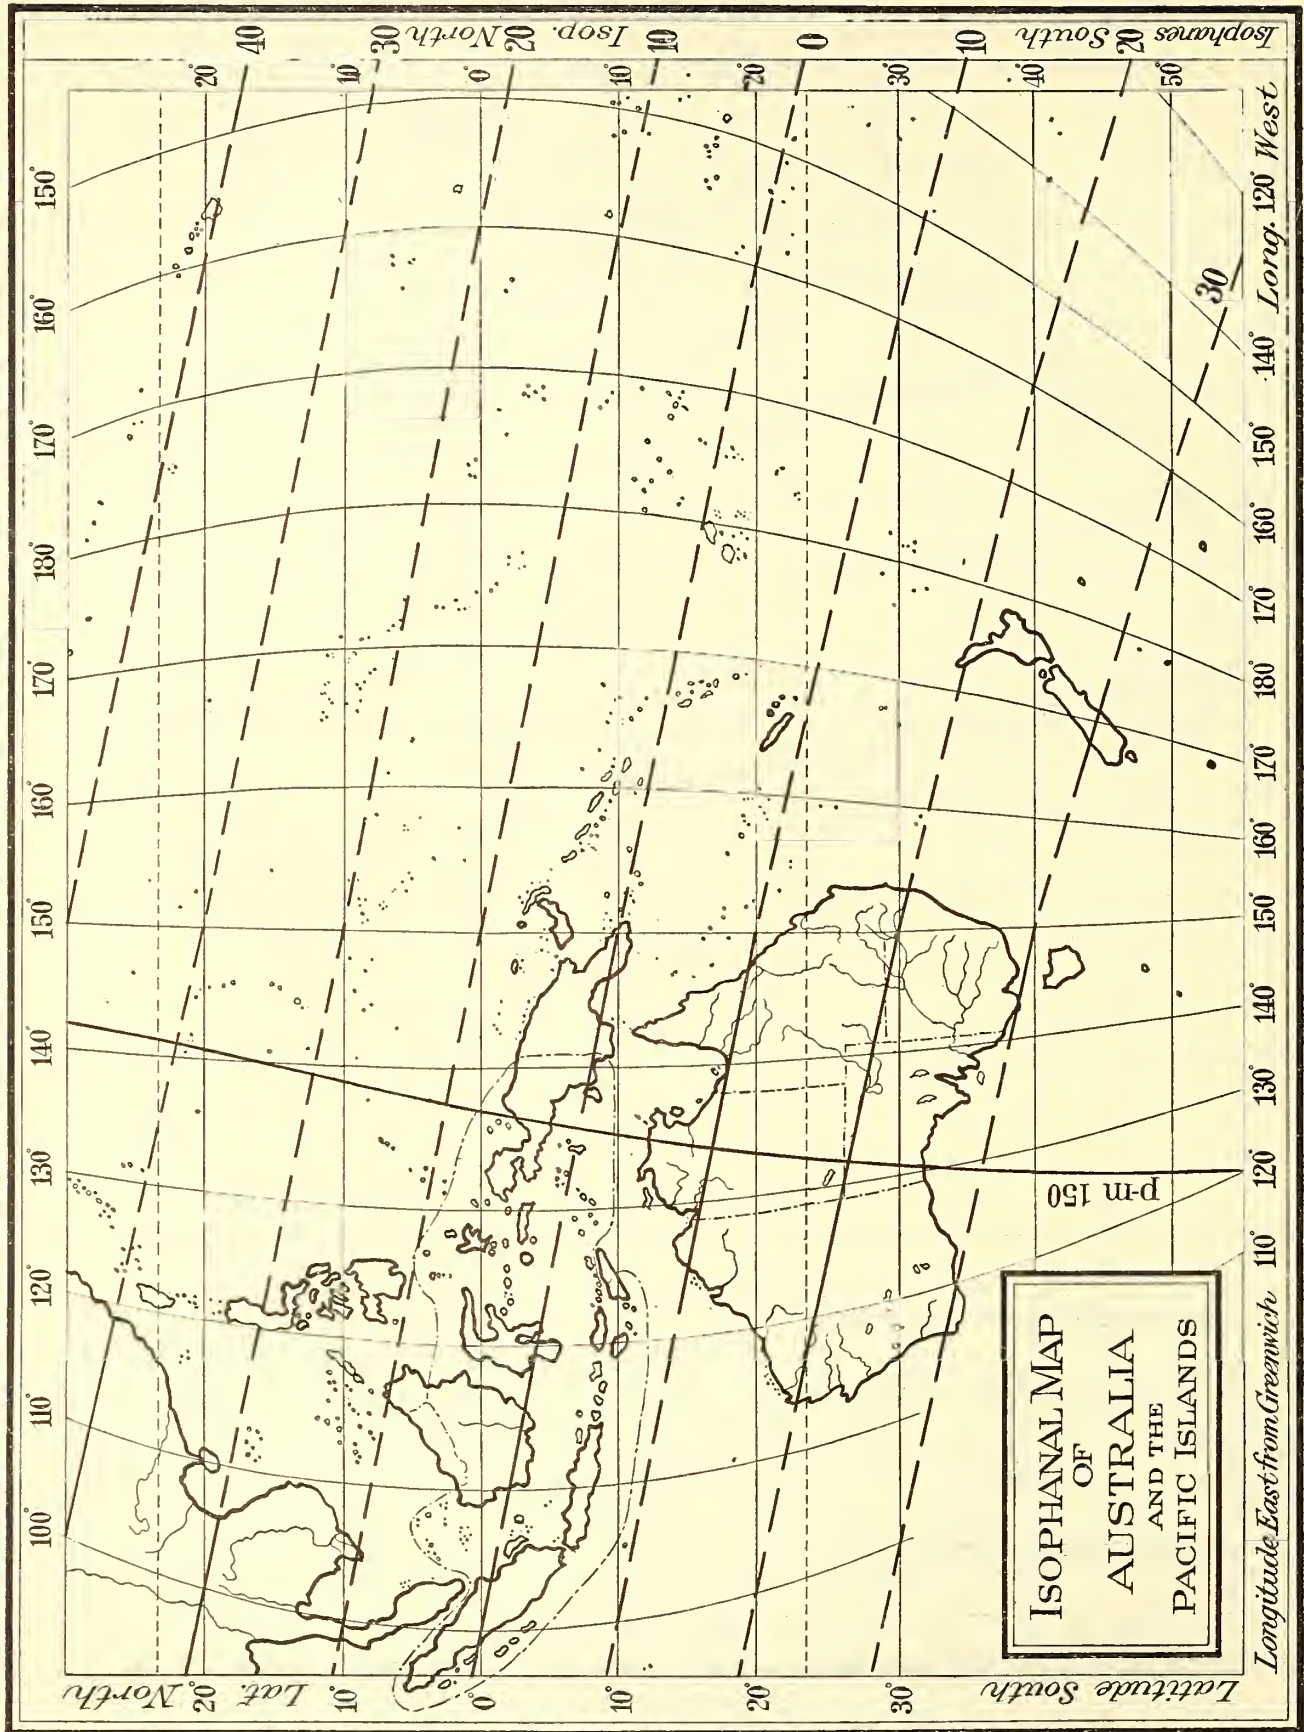 100° 110° 120° 130° 140° 150° 160° 170° 180° 170° 160° 150°
Lat. North
20°
10°
0°
10°
20°
30°
Latitude South
20°
10°
0°
10°
20°
30°
40°
50°
40
30
Isop. North
20
10
0
10
Isophanes South
20
30
p-m 150
ISOPHANAL MAP
OF
AUSTRALIA
AND THE
PACIFIC ISLANDS
Longitude East from Greenwich 110° 120° 130° 140° 150° 160° 170° 180° 170° 160° 150° 140° Long. 120° West